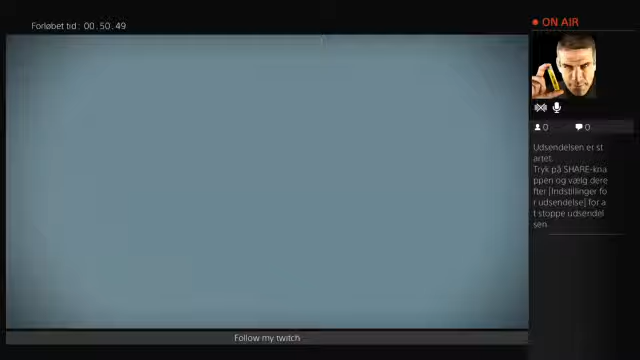 Forløbet tid: 00.50.49
ON AIR
0 0
Udsendelsen er st
artet.
Tryk på SHARE-kna
ppen og vælg dere
fter [Indstillinger fo
r udsendelse] for a
t stoppe udsendel
sen.
Follow my twitch